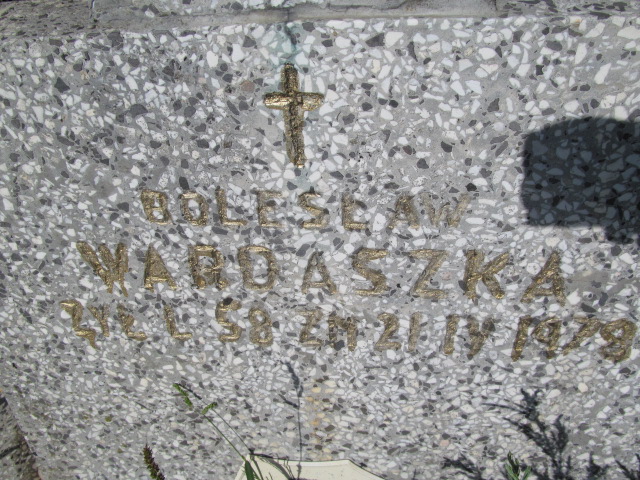 BOLESŁAW
WARDASZKA
ŻYŁ L 58 ZM 21 IV 1979